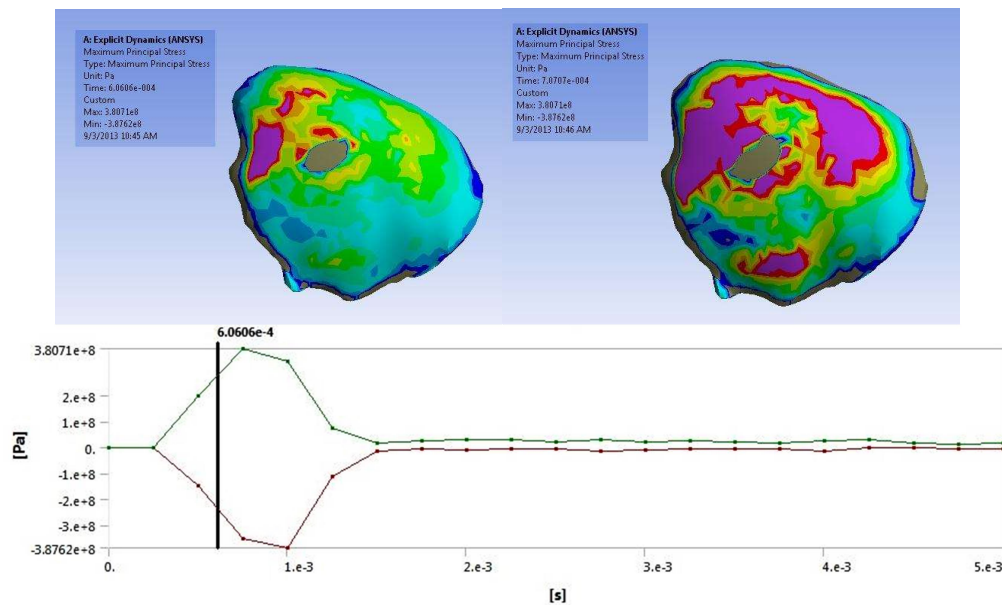 A: Explicit Dynamics (ANSYS)
Maximum Principal Stress
Type: Maximum Principal Stress
Unit: Pa
Time: 6.0606e-004
Custom
Max: 3.8071e8
Min: -3.8762e8
9/3/2013 10:45 AM
A: Explicit Dynamics (ANSYS)
Maximum Principal Stress
Type: Maximum Principal Stress
Unit: Pa
Time: 7.0707e-004
Custom
Max: 3.8071e8
Min: -3.8762e8
9/3/2013 10:46 AM
6.0606e-4
3.8071e+8
2.e+8
1.e+8
0.
-1.e+8
-2.e+8
-3.e+8
-3.8762e+8
[Pa]
0.
1.e-3
2.e-3
3.e-3
4.e-3
5.e-3
[s]